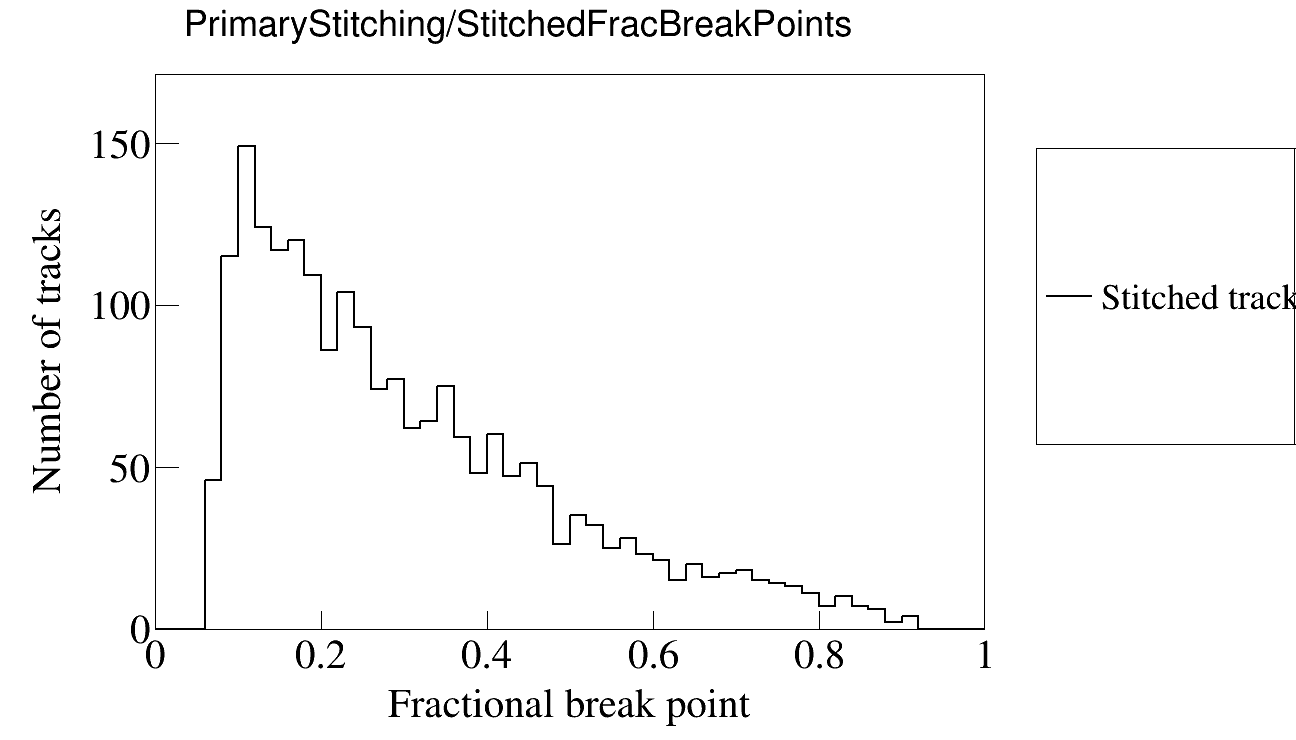 PrimaryStitching/StitchedFracBreakPoints
Number of tracks
150
100
50
0
0 0.2 0.4 0.6 0.8 1
Fractional break point
Stitched track